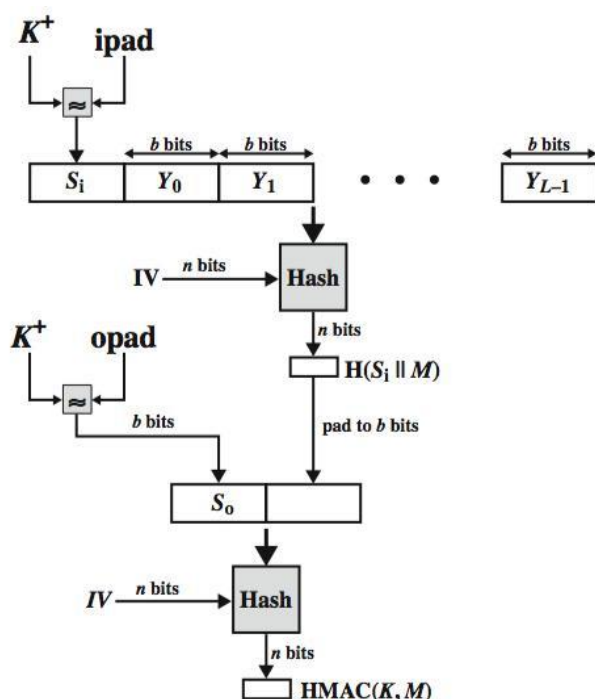 K+ ipad
≈
b bits b bits b bits
Si Y0 Y1 • • • YL–1
n bits
IV Hash
n bits
K+ opad
H(Si || M)
≈
b bits pad to b bits
So
n bits
IV Hash
n bits
HMAC(K, M)